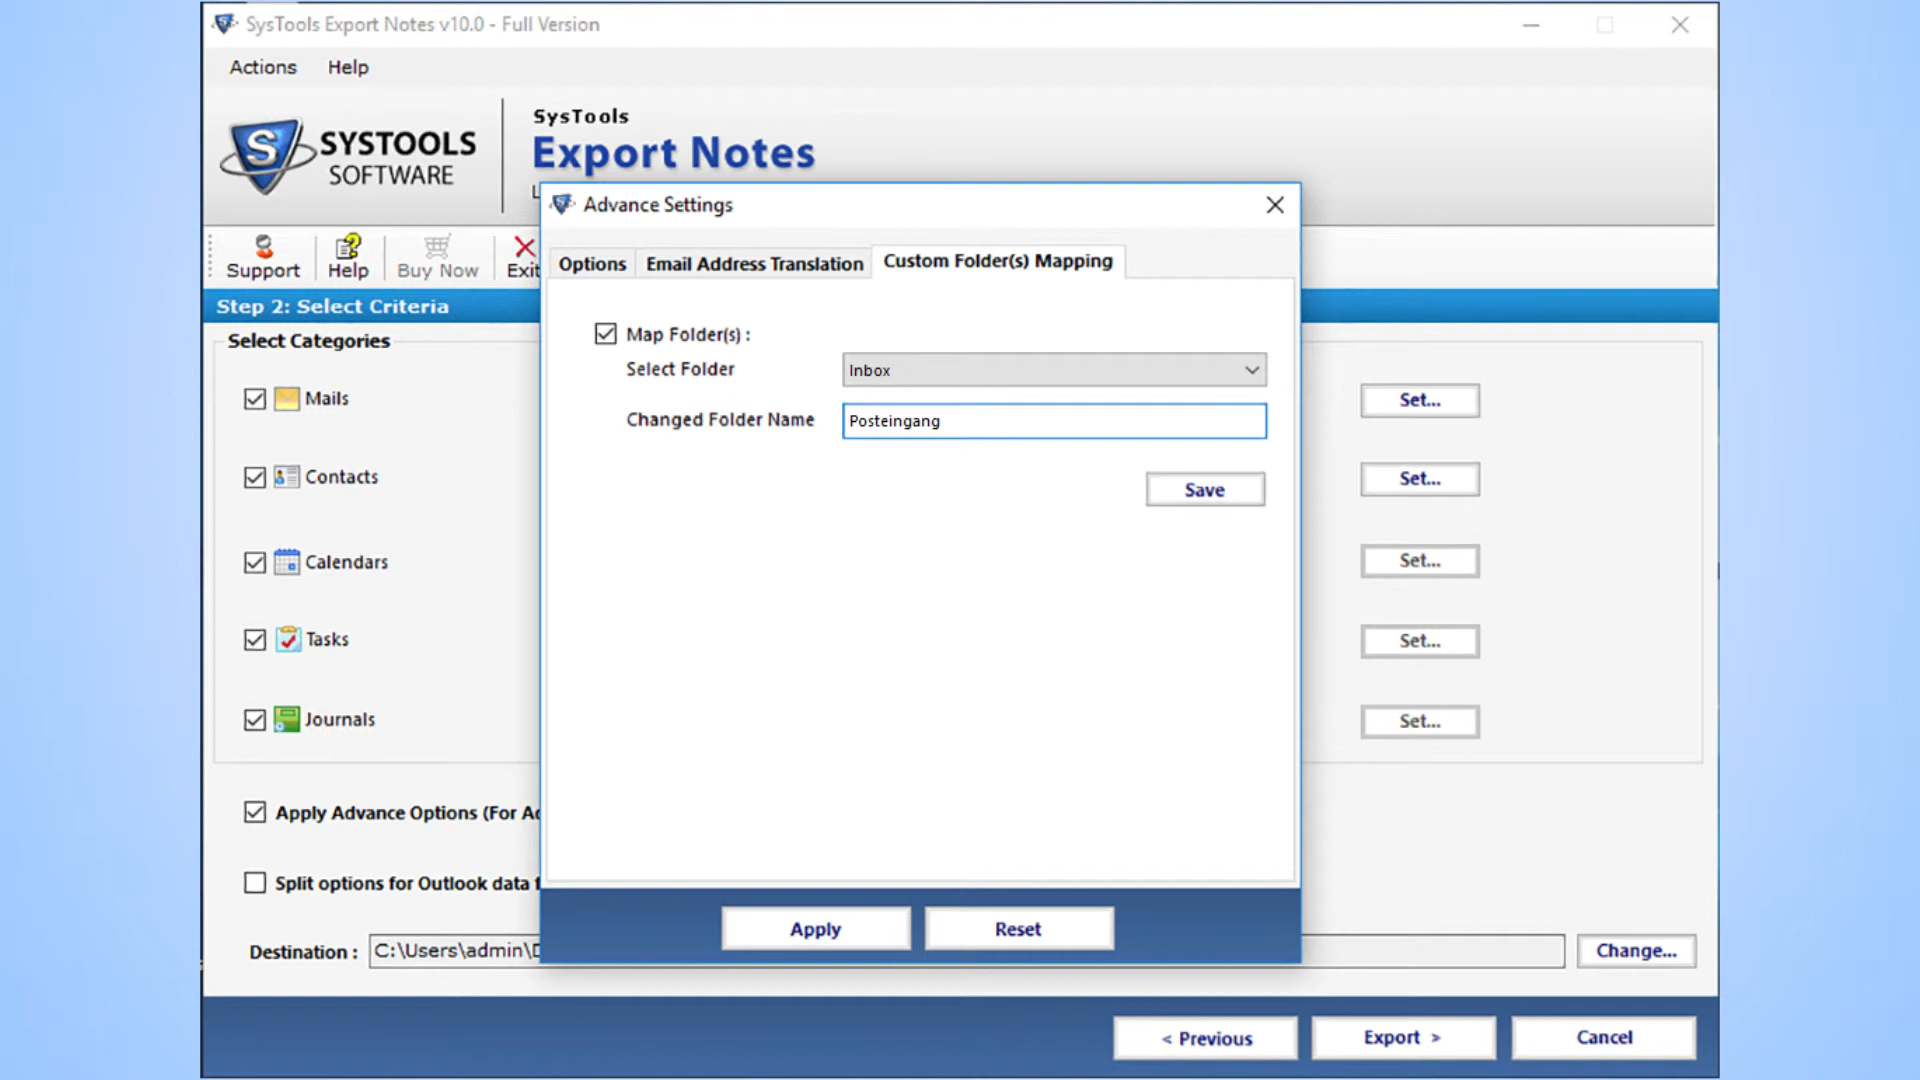 SysTools Export Notes v10.0 - Full Version
Actions Help
SYSTOOLS
SOFTWARE
SysTools
Export Notes
Support Help Buy Now Exit
Step 2: Select Criteria
Select Categories
Mails Set...
Contacts Set...
Calendars Set...
Tasks Set...
Journals Set...
Apply Advance Options (For
Split options for Outlook data
Destination : C:\Users\admin\ Change...
< Previous Export > Cancel
Advance Settings
Options Email Address Translation Custom Folder(s) Mapping
Map Folder(s) :
Select Folder Inbox
Changed Folder Name Posteingang
Save
Apply Reset